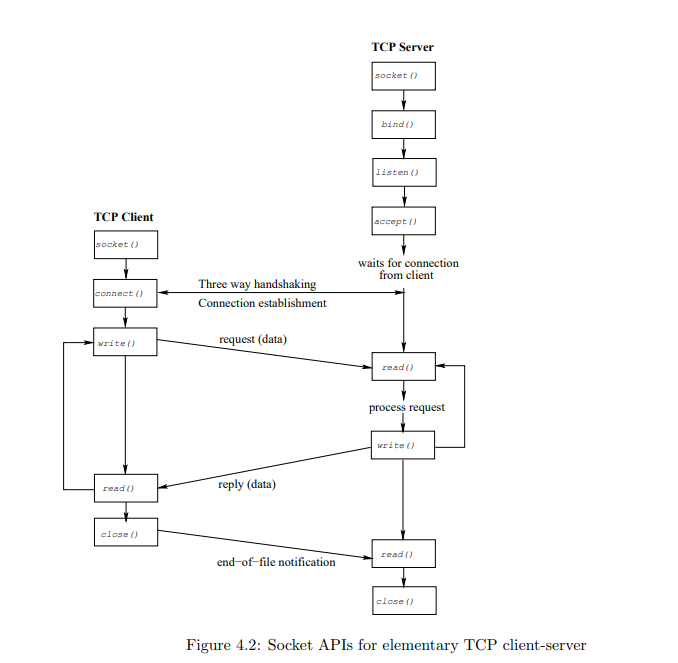 TCP Server
socket()
bind()
listen()
accept()
waits for connection
from client
TCP Client
socket()
connect()
Three way handshaking
Connection establishment
write()
request (data)
read()
process request
write()
read()
reply (data)
close()
end−of−file notification
read()
close()
Figure 4.2: Socket APIs for elementary TCP client-server